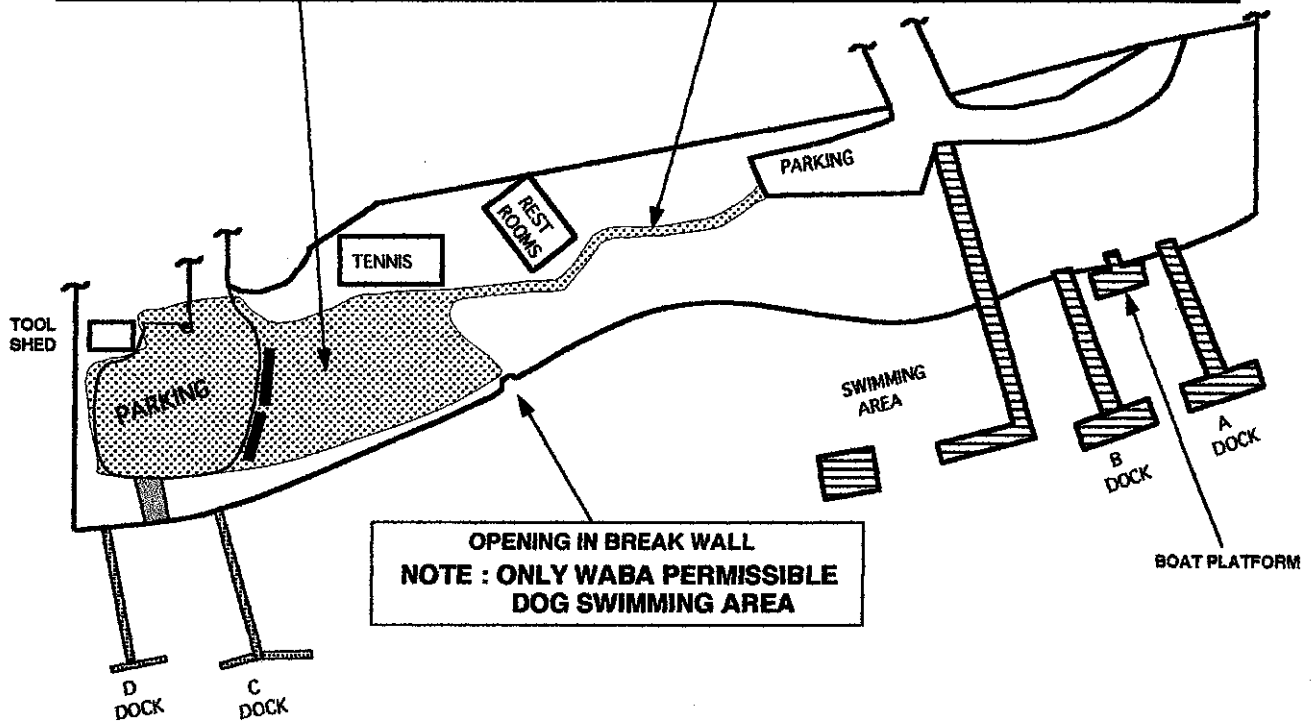 PARKING
REST
ROOMS
TENNIS
TOOL
SHED
PARKING
SWIMMING
AREA
A
DOCK
B
DOCK
BOAT PLATFORM
OPENING IN BREAK WALL
NOTE : ONLY WABA PERMISSIBLE
DOG SWIMMING AREA
D
DOCK
C
DOCK